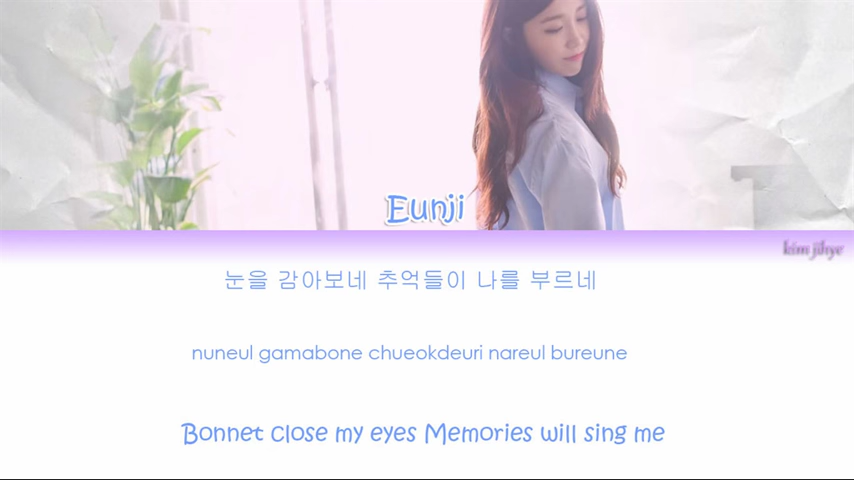 Eunji
kim jihye
눈을 감아보네 추억들이 나를 부르네
nuneul gamabone chueokdeuri nareul bureune
Bonnet close my eyes Memories will sing me